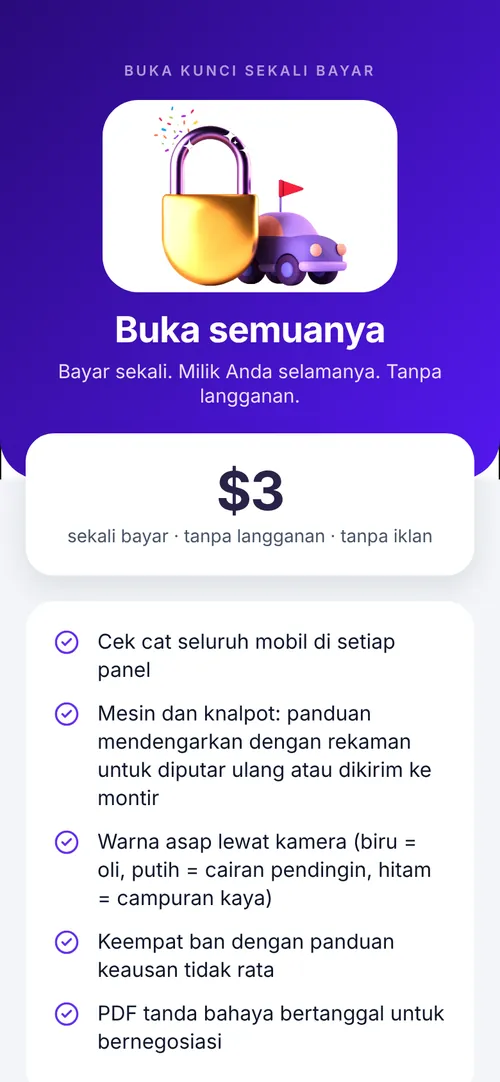 BUKA KUNCI SEKALI BAYAR
Buka semuanya
Bayar sekali. Milik Anda selamanya. Tanpa
langganan.
$3
sekali bayar · tanpa langganan · tanpa iklan
Cek cat seluruh mobil di setiap
panel
Mesin dan knalpot: panduan
mendengarkan dengan rekaman
untuk diputar ulang atau dikirim ke
montir
Warna asap lewat kamera (biru =
oli, putih = cairan pendingin, hitam
= campuran kaya)
Keempat ban dengan panduan
keausan tidak rata
PDF tanda bahaya bertanggal untuk
bernegosiasi